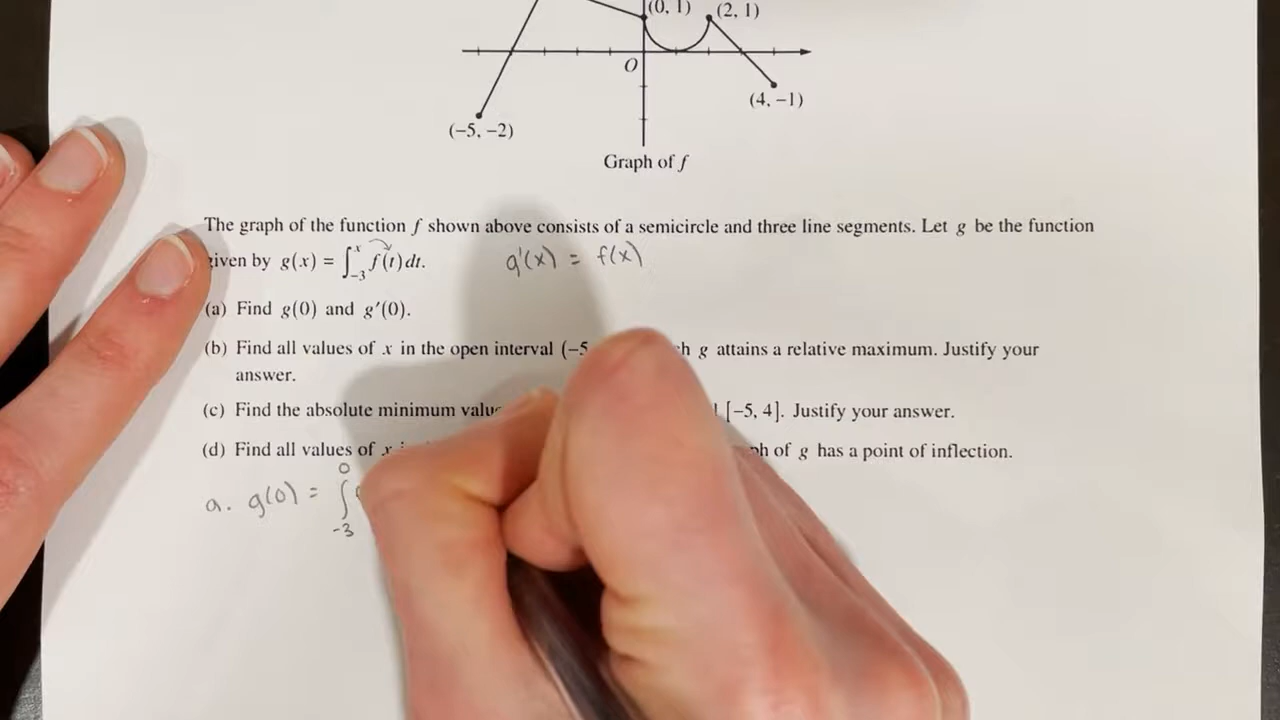 (0, 1) (2, 1)
O
(4, −1)
(−5, −2)
Graph of f
The graph of the function f shown above consists of a semicircle and three line segments. Let g be the function
given by g(x) = ∫_{-3}^{x} f(t) dt. g'(x) = f(x)
(a) Find g(0) and g′(0).
(b) Find all values of x in the open interval (−5 g attains a relative maximum. Justify your
answer.
(c) Find the absolute minimum [−5, 4]. Justify your answer.
(d) Find all values of x of g has a point of inflection.
a. g(0) = ∫_{-3}^{0}